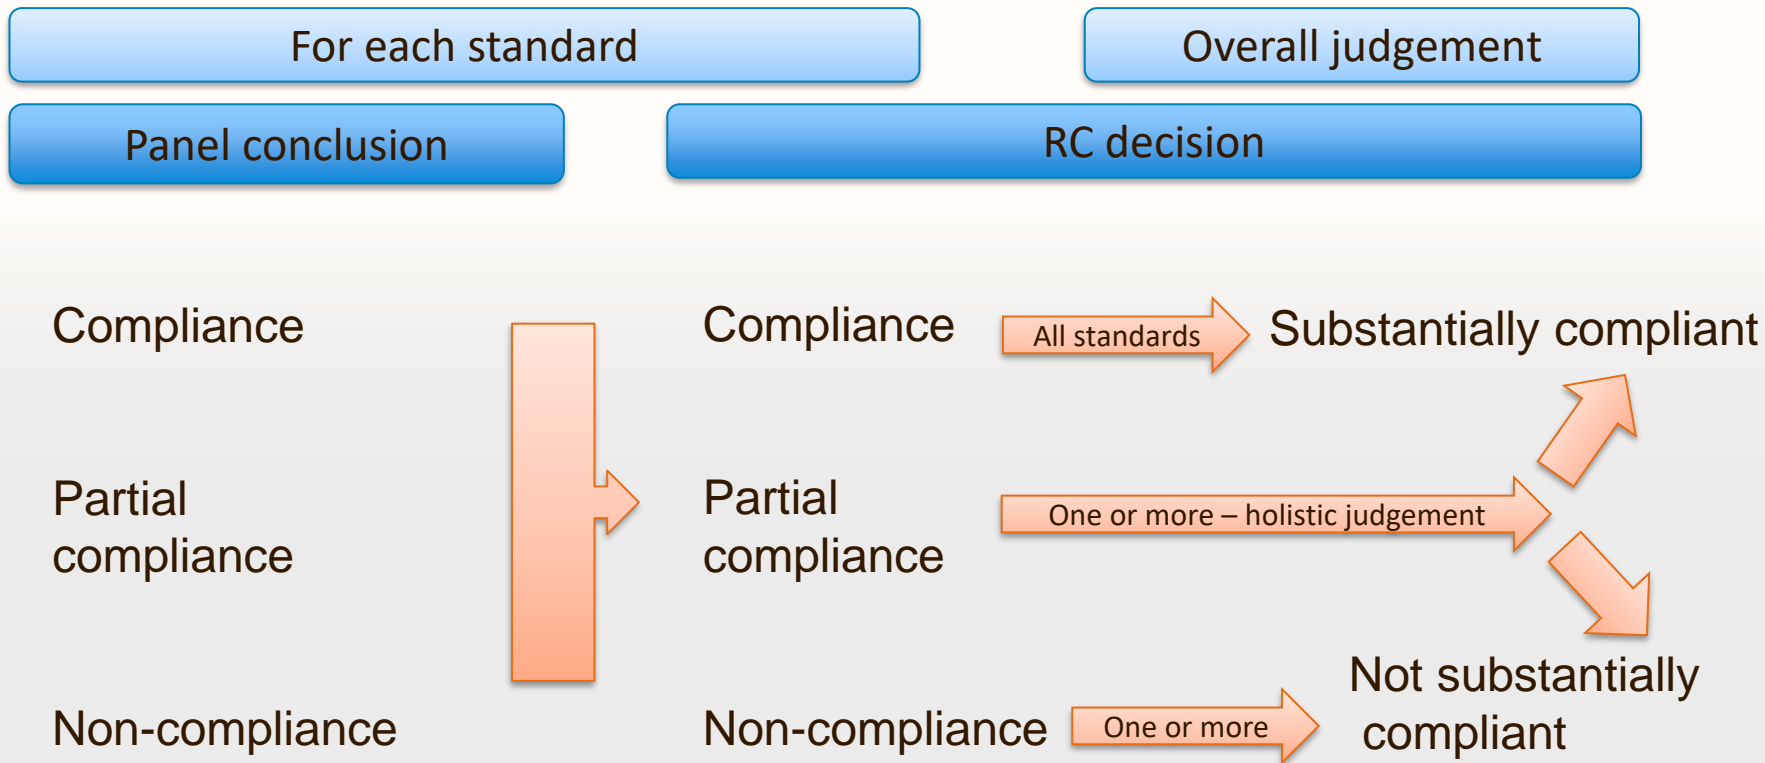 For each standard
Overall judgement
Panel conclusion
RC decision
Compliance
Compliance
All standards
Substantially compliant
Partial
compliance
Partial
compliance
One or more – holistic judgement
Non-compliance
Non-compliance
One or more
Not substantially
compliant